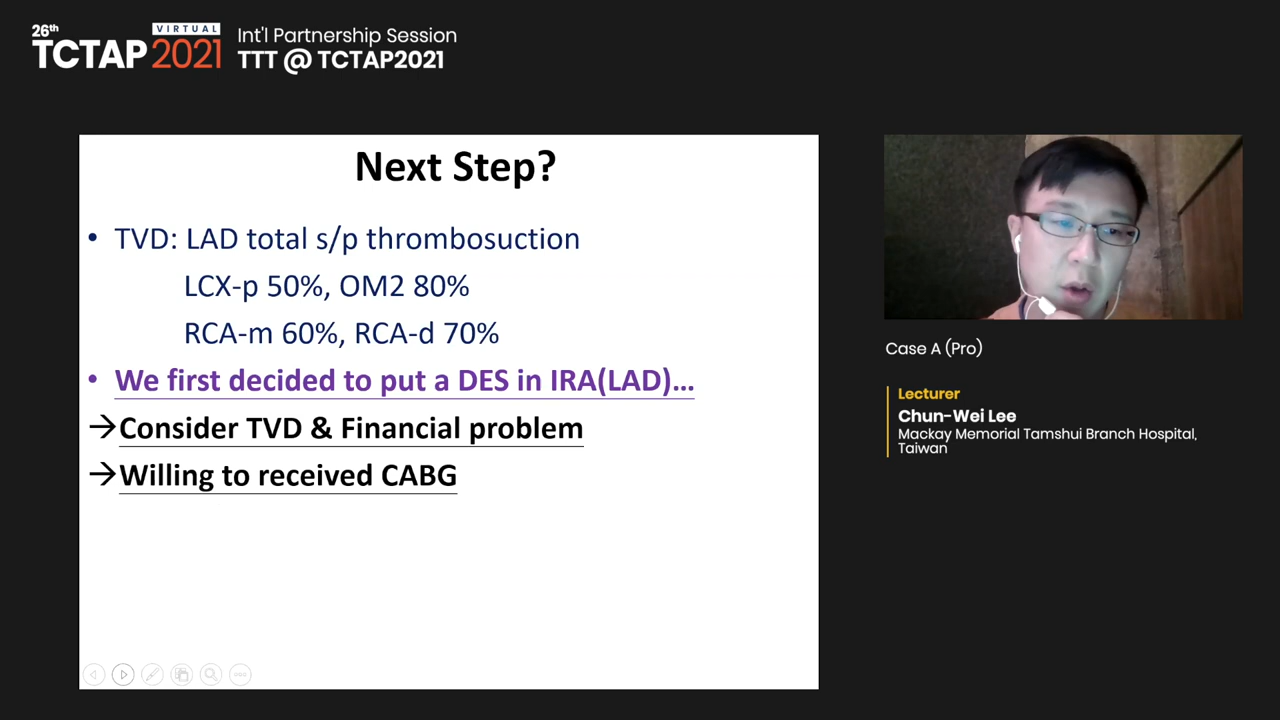 26th
VIRTUAL
TCTAP 2021
Int'l Partnership Session
TTT @ TCTAP2021
Next Step?
• TVD: LAD total s/p thrombosuction
LCX-p 50%, OM2 80%
RCA-m 60%, RCA-d 70%
• We first decided to put a DES in IRA(LAD)...
→Consider TVD & Financial problem
→Willing to received CABG
Case A (Pro)
Lecturer
Chun-Wei Lee
Mackay Memorial Tamshui Branch Hospital,
Taiwan